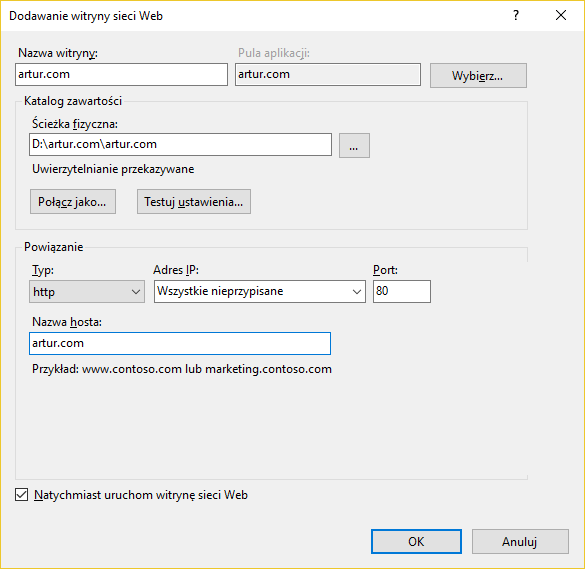 Dodawanie witryny sieci Web
?
Nazwa witryny: Pula aplikacji:
artur.com artur.com Wybierz...
Katalog zawartości
Ścieżka fizyczna:
D:\artur.com\artur.com ...
Uwierzytelnianie przekazywane
Połącz jako... Testuj ustawienia...
Powiązanie
Typ: Adres IP: Port:
http Wszystkie nieprzypisane 80
Nazwa hosta:
artur.com
Przykład: www.contoso.com lub marketing.contoso.com
Natychmiast uruchom witrynę sieci Web
OK Anuluj